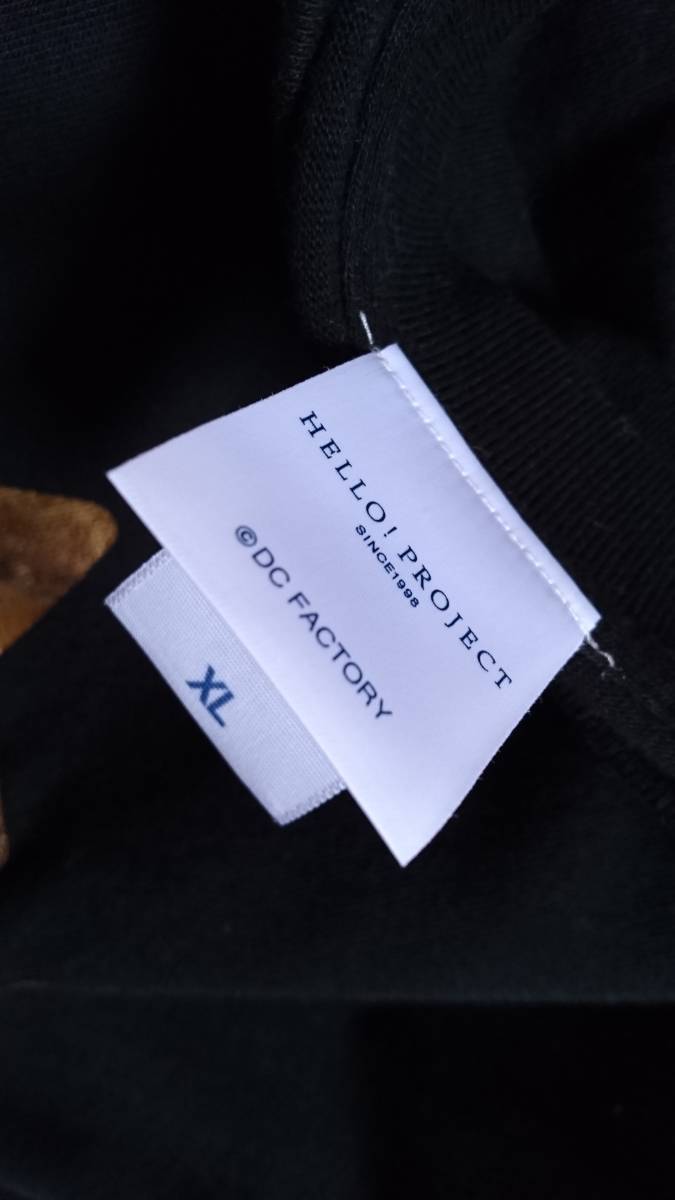 HELLO! PROJECT
SINCE1998
©DC FACTORY
XL